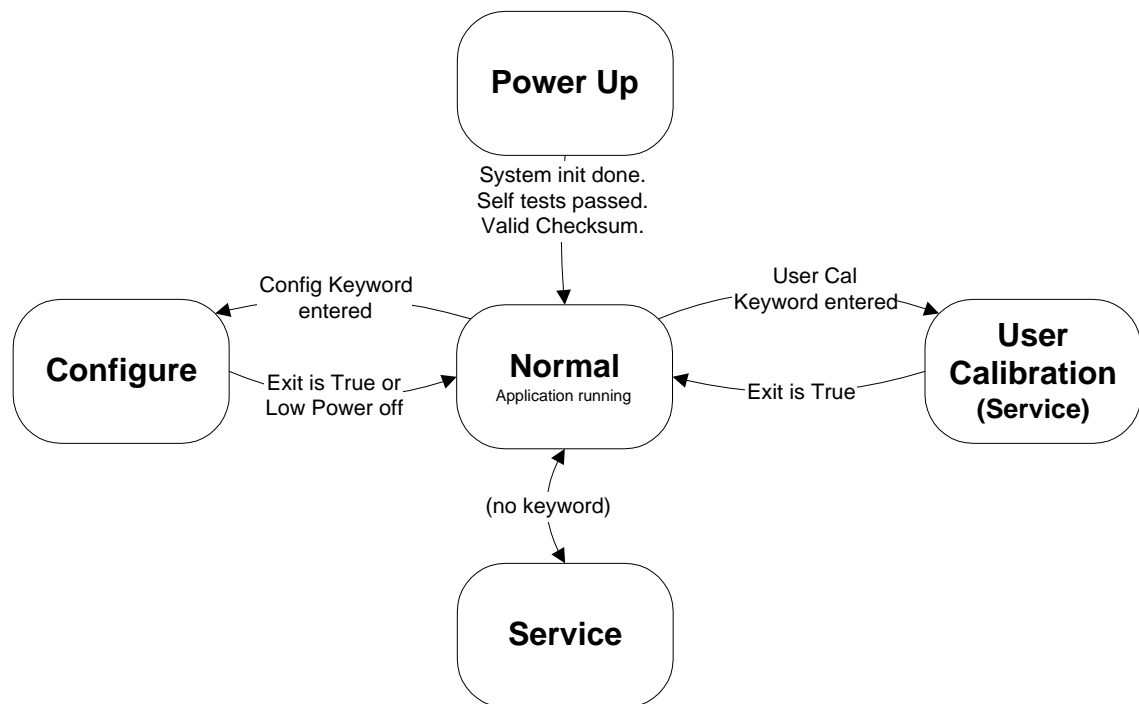 Power Up
System init done.
Self tests passed.
Valid Checksum.
Config Keyword
entered
User Cal
Keyword entered
Configure
Exit is True or
Low Power off
Normal
Application running
Exit is True
User
Calibration
(Service)
(no keyword)
Service